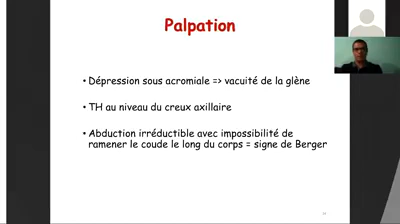 Palpation
• Dépression sous acromiale => vacuité de la glène
• TH au niveau du creux axillaire
• Abduction irréductible avec impossibilité de
ramener le coude le long du corps = signe de Berger